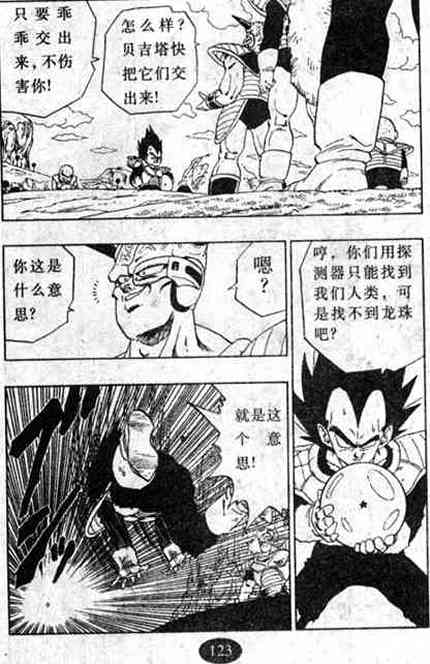 怎么样？
贝吉塔快
把它们交
出来！
只要乖
乖交出
来，不伤
害你！
哼，你们用探
测器只能找到
我们人类，可
是找不到龙珠
吧？
嗯？
你这是
什么意
思？
就是这
个意
思！
123